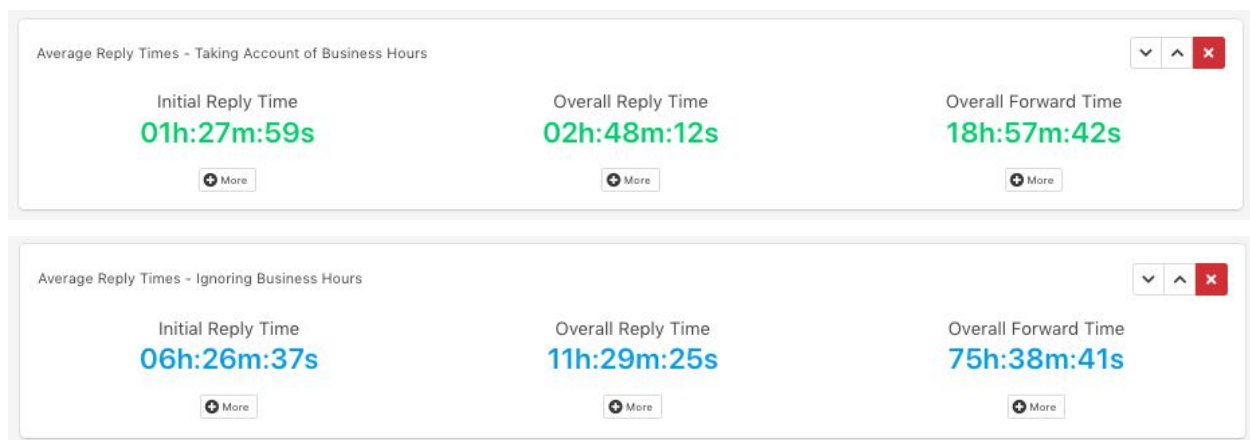 Average Reply Times - Taking Account of Business Hours
Initial Reply Time
Overall Reply Time
Overall Forward Time
01h:27m:59s
02h:48m:12s
18h:57m:42s
More
More
More
Average Reply Times - Ignoring Business Hours
Initial Reply Time
Overall Reply Time
Overall Forward Time
06h:26m:37s
11h:29m:25s
75h:38m:41s
More
More
More